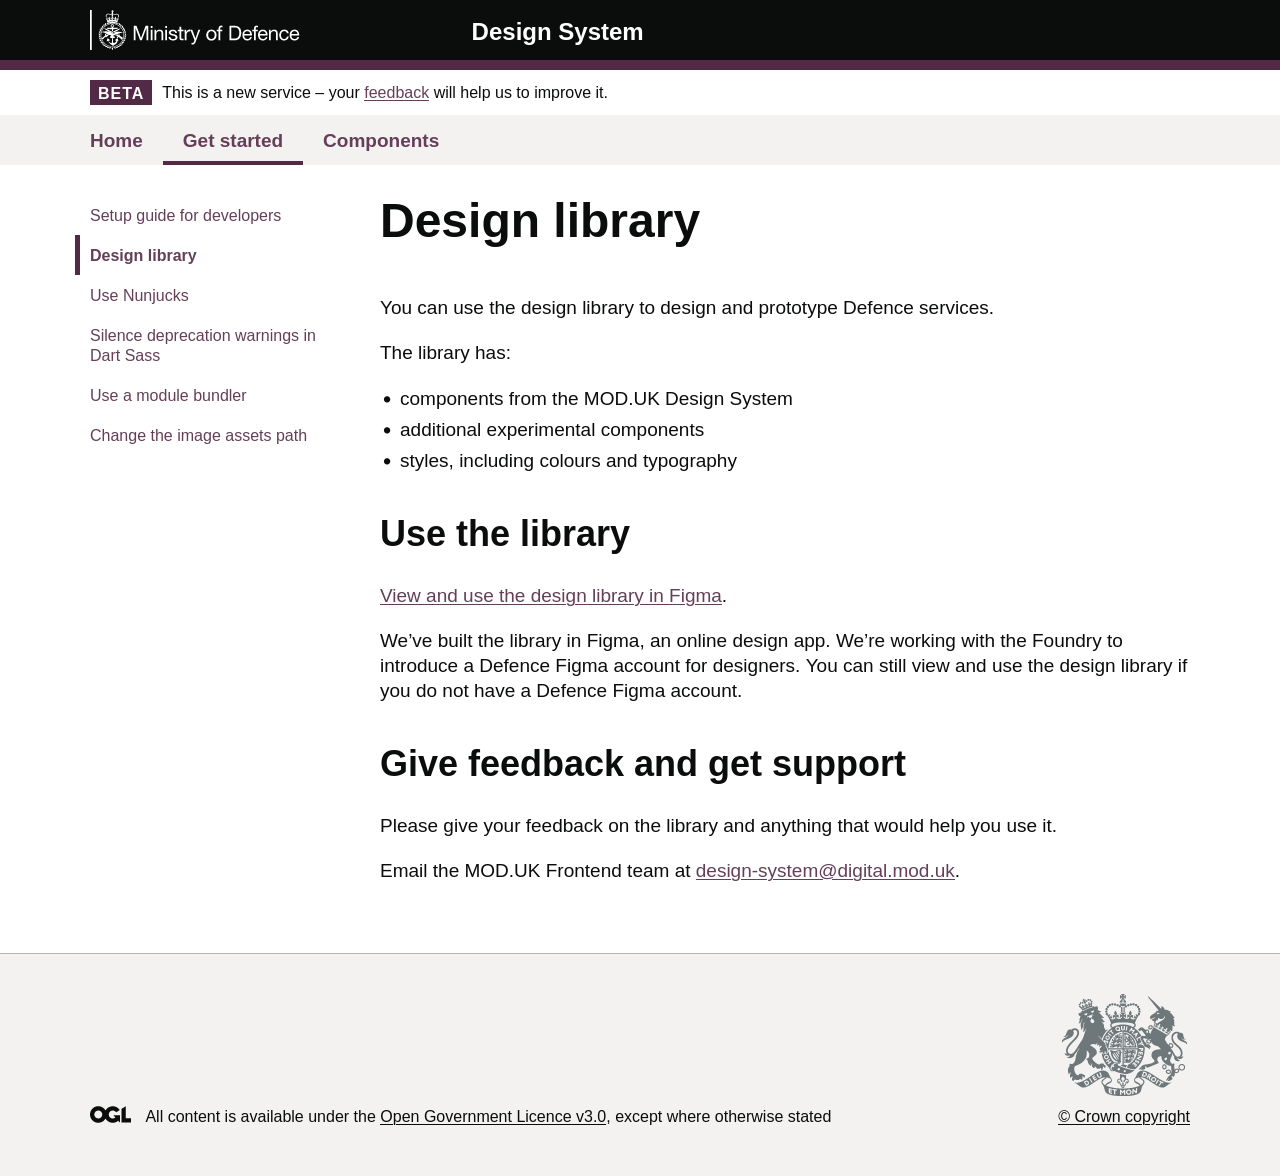 Ministry of Defence
Design System
BETA
This is a new service – your feedback will help us to improve it.
Home
Get started
Components
Setup guide for developers
Design library
Use Nunjucks
Silence deprecation warnings in
Dart Sass
Use a module bundler
Change the image assets path
Design library
You can use the design library to design and prototype Defence services.
The library has:
components from the MOD.UK Design System
additional experimental components
styles, including colours and typography
Use the library
View and use the design library in Figma.
We’ve built the library in Figma, an online design app. We’re working with the Foundry to
introduce a Defence Figma account for designers. You can still view and use the design library if
you do not have a Defence Figma account.
Give feedback and get support
Please give your feedback on the library and anything that would help you use it.
Email the MOD.UK Frontend team at design-system@digital.mod.uk.
OGL
All content is available under the Open Government Licence v3.0, except where otherwise stated
DIEU ET MON DROIT
© Crown copyright